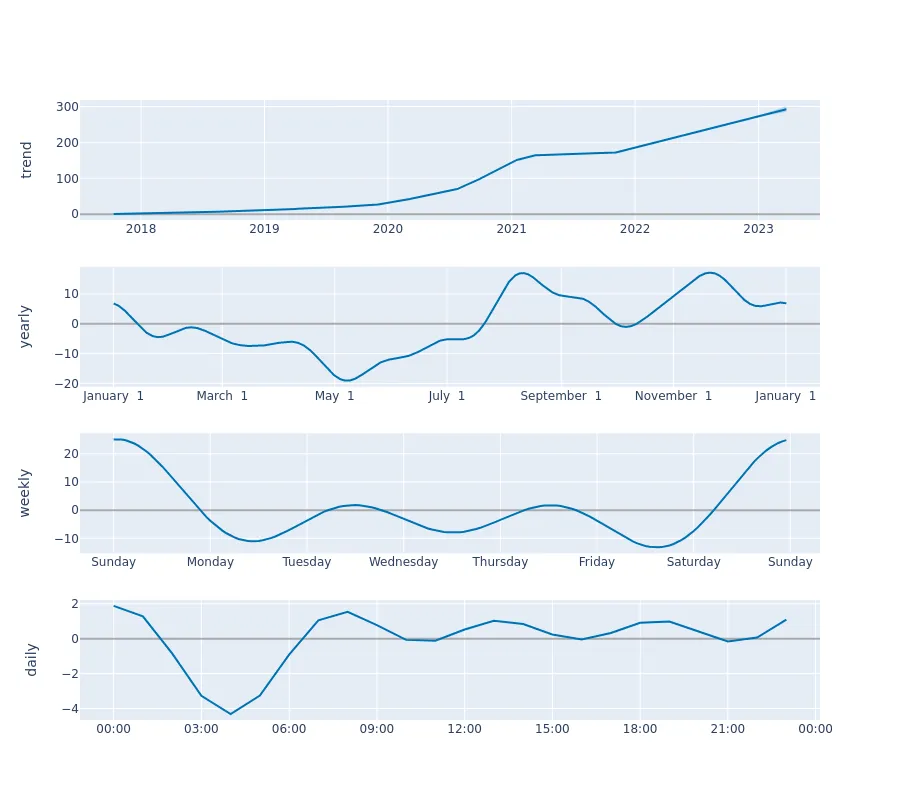 trend
300
200
100
0
2018 2019 2020 2021 2022 2023
yearly
10
0
−10
−20
January 1 March 1 May 1 July 1 September 1 November 1 January 1
weekly
20
10
0
−10
Sunday Monday Tuesday Wednesday Thursday Friday Saturday Sunday
daily
2
0
−2
−4
00:00 03:00 06:00 09:00 12:00 15:00 18:00 21:00 00:00